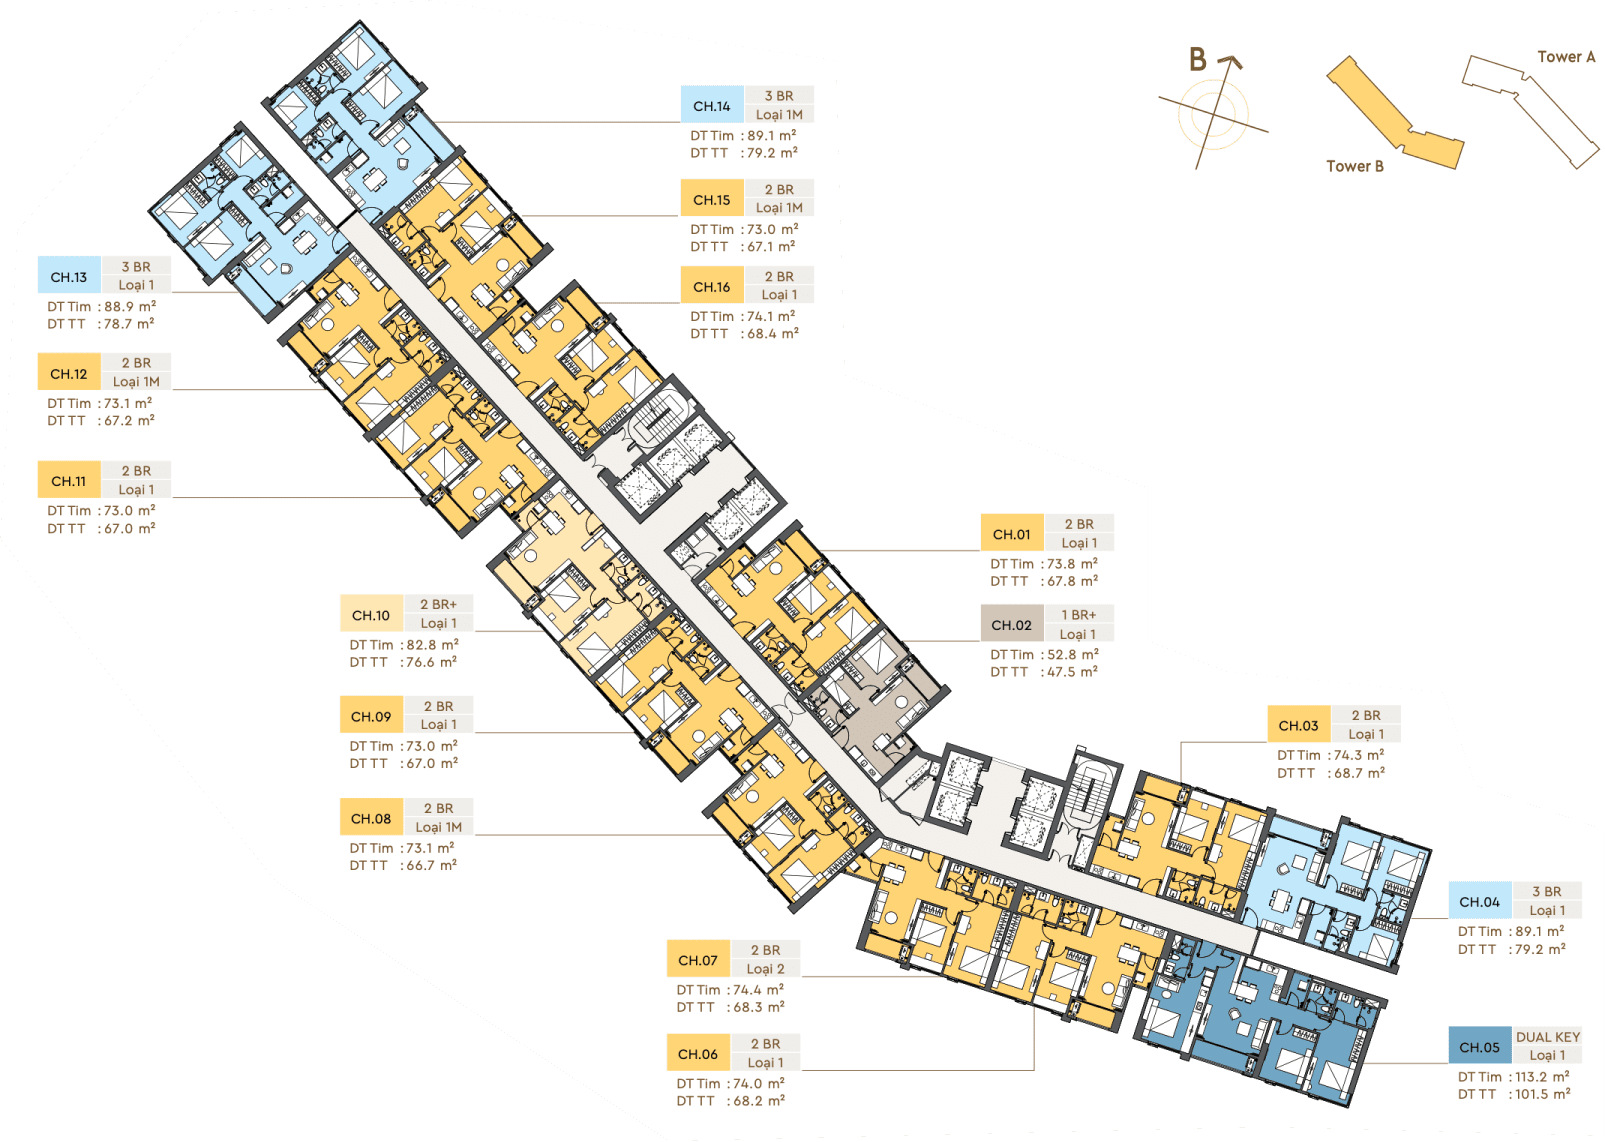 B
Tower A
Tower B
CH.14
3 BR
Loại 1M
DT Tim : 89.1 m²
DT TT : 79.2 m²
CH.15
2 BR
Loại 1M
DT Tim : 73.0 m²
DT TT : 67.1 m²
CH.16
2 BR
Loại 1
DT Tim : 74.1 m²
DT TT : 68.4 m²
CH.13
3 BR
Loại 1
DT Tim : 88.9 m²
DT TT : 78.7 m²
CH.12
2 BR
Loại 1M
DT Tim : 73.1 m²
DT TT : 67.2 m²
CH.11
2 BR
Loại 1
DT Tim : 73.0 m²
DT TT : 67.0 m²
CH.01
2 BR
Loại 1
DT Tim : 73.8 m²
DT TT : 67.8 m²
CH.02
1 BR+
Loại 1
DT Tim : 52.8 m²
DT TT : 47.5 m²
CH.10
2 BR+
Loại 1
DT Tim : 82.8 m²
DT TT : 76.6 m²
CH.09
2 BR
Loại 1
DT Tim : 73.0 m²
DT TT : 67.0 m²
CH.03
2 BR
Loại 1
DT Tim : 74.3 m²
DT TT : 68.7 m²
CH.08
2 BR
Loại 1M
DT Tim : 73.1 m²
DT TT : 66.7 m²
CH.04
3 BR
Loại 1
DT Tim : 89.1 m²
DT TT : 79.2 m²
CH.07
2 BR
Loại 2
DT Tim : 74.4 m²
DT TT : 68.3 m²
CH.06
2 BR
Loại 1
DT Tim : 74.0 m²
DT TT : 68.2 m²
CH.05
DUAL KEY
Loại 1
DT Tim : 113.2 m²
DT TT : 101.5 m²